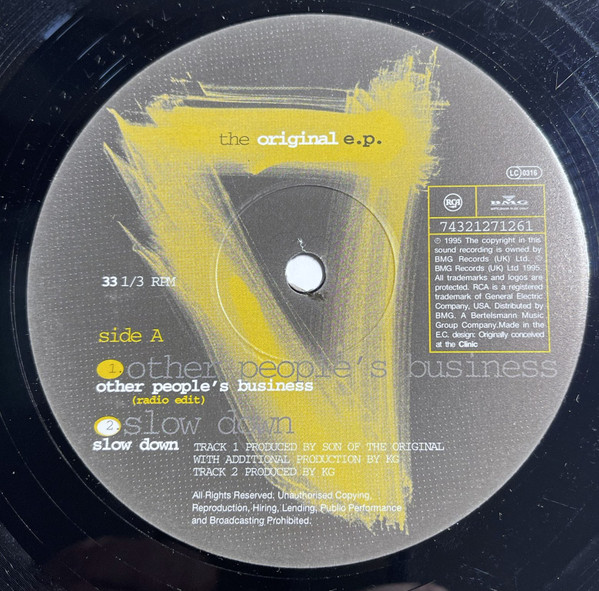 the original e.p.
LC 0316
RCA
BMG
74321271261
℗ 1995 The copyright in this
sound recording is owned by
BMG Records (UK) Ltd. ©
BMG Records (UK) Ltd 1995.
All trademarks and logos are
protected. RCA is a registered
trademark of General Electric
Company, USA. Distributed by
BMG, A Bertelsmann Music
Group Company.Made in the
E.C. design: Originally conceived
at the Clinic
33 1/3 RPM
side A
1. other people's business
other people's business
(radio edit)
2. slow down
slow down
TRACK 1 PRODUCED BY SON OF THE ORIGINAL
WITH ADDITIONAL PRODUCTION BY KG
TRACK 2 PRODUCED BY KG
All Rights Reserved, Unauthorised Copying,
Reproduction, Hiring, Lending, Public Performance
and Broadcasting Prohibited.